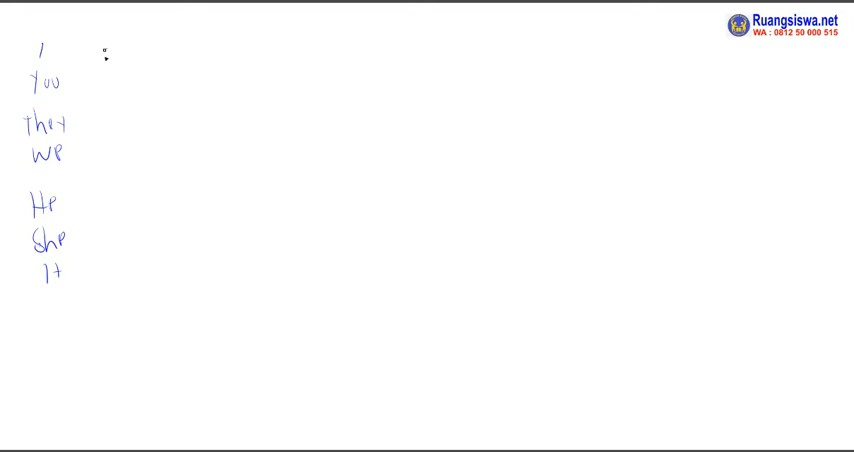 Ruangsiswa.net
WA : 0812 50 000 515
I
You
They
We
He
She
It